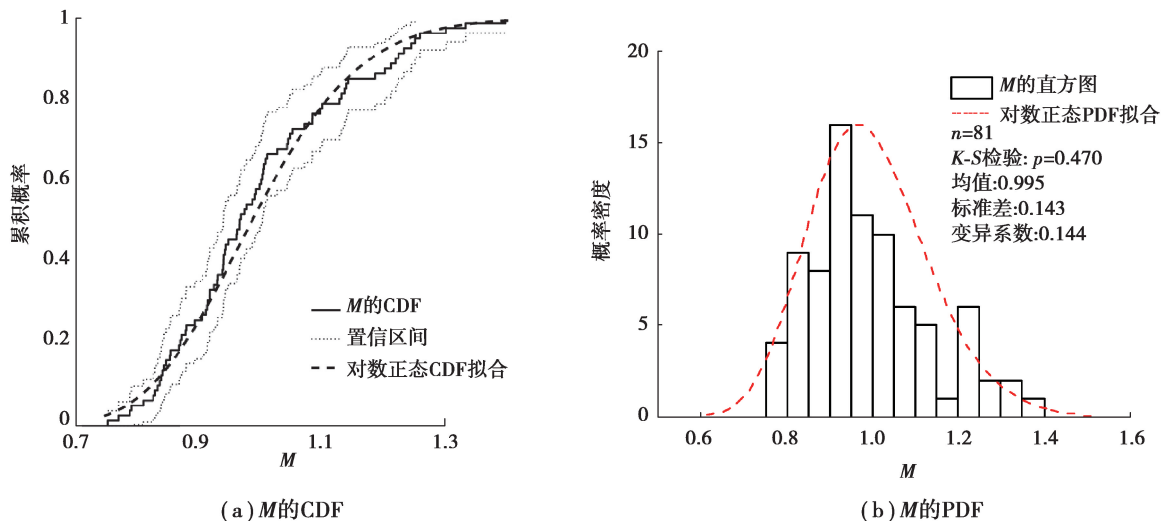 1
0.8
0.6
0.4
0.2
0
0.7
0.9
1.1
1.3
累积概率
M
M的CDF
置信区间
对数正态CDF拟合
(a)M的CDF
20
15
10
5
0
0.6
0.8
1.0
1.2
1.4
1.6
概率密度
M
M的直方图
对数正态PDF拟合
n=81
K-S检验: p=0.470
均值:0.995
标准差:0.143
变异系数:0.144
(b)M的PDF